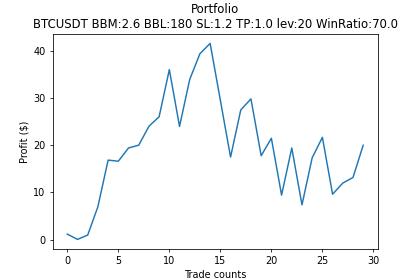 Portfolio
BTCUSDT BBM:2.6 BBL:180 SL:1.2 TP:1.0 lev:20 WinRatio:70.0
40
30
20
10
0
Profit ($)
0 5 10 15 20 25 30
Trade counts